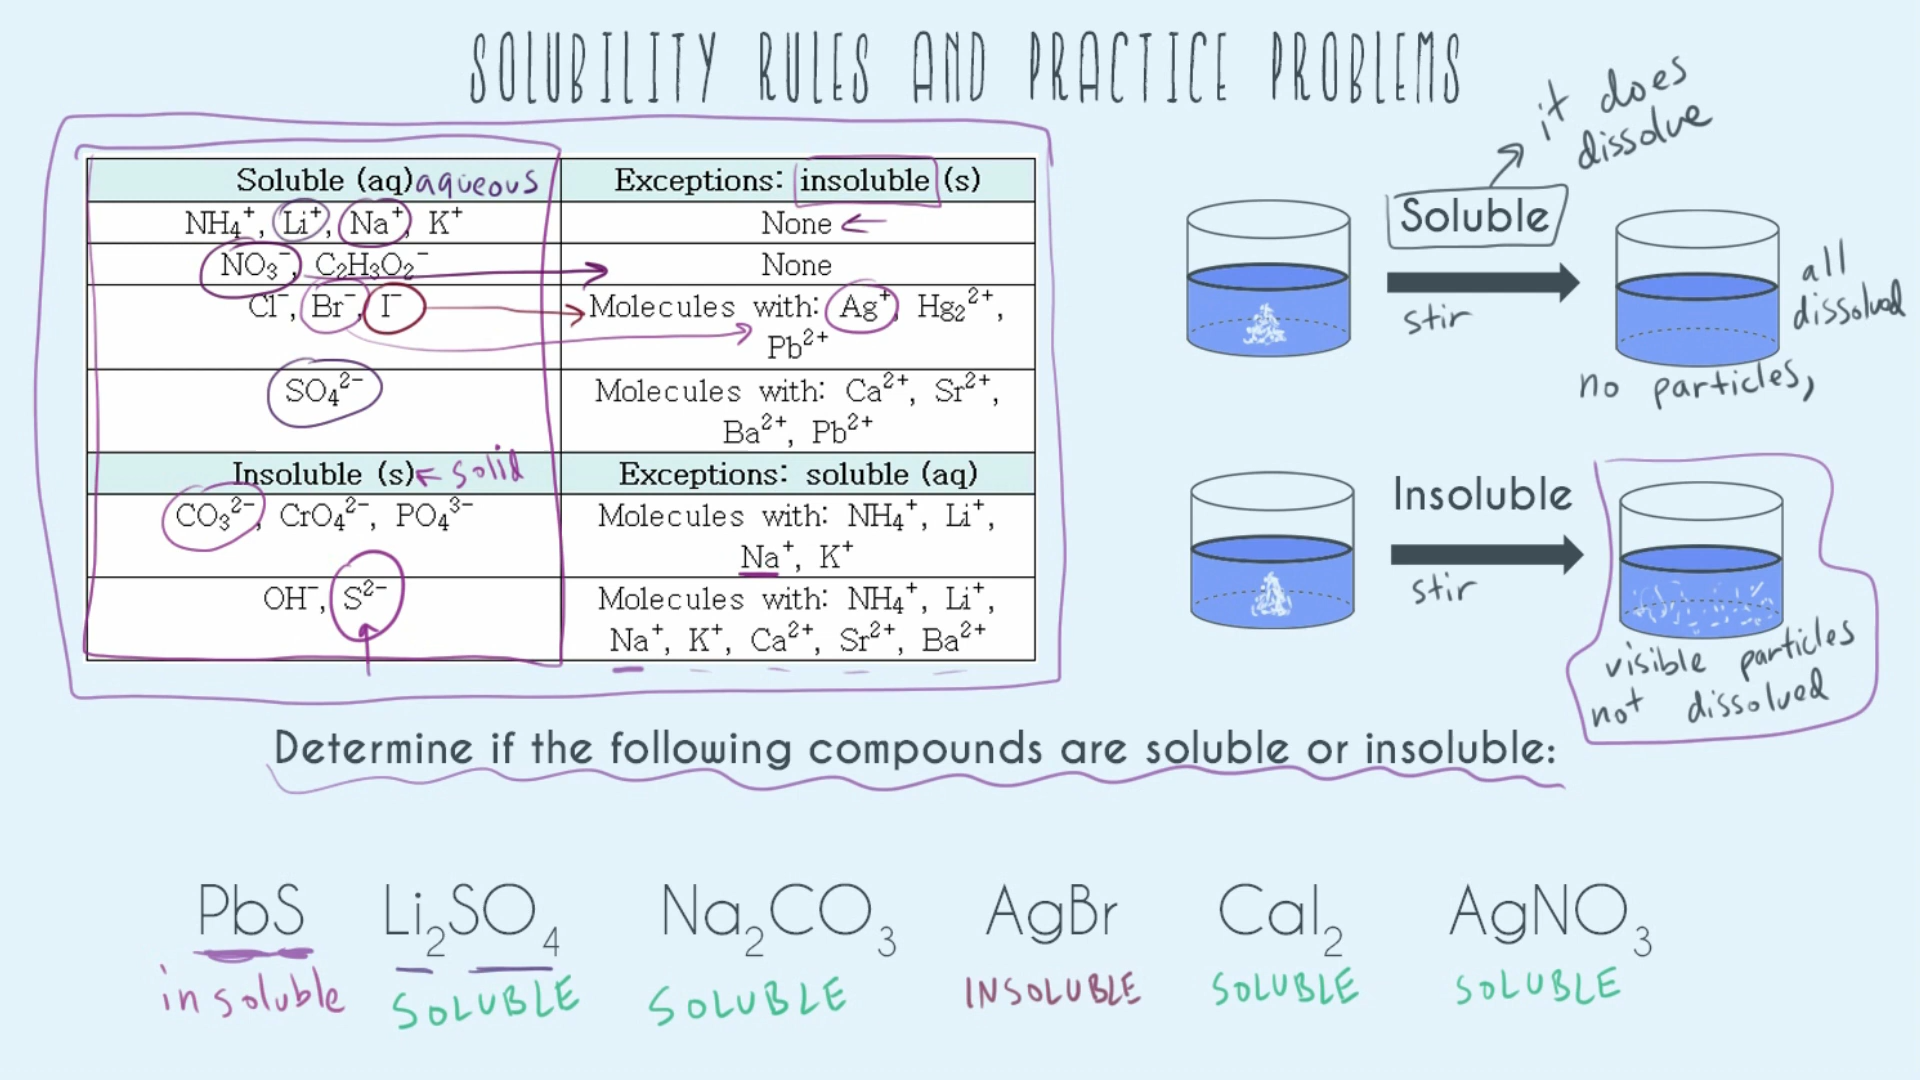 SOLUBILITY RULES AND PRACTICE PROBLEMS
Soluble (aq) aqueous
Exceptions: insoluble (s)
NH₄⁺, Li⁺, Na⁺, K⁺
None
NO₃⁻, C₂H₃O₂⁻
None
Cl⁻, Br⁻, I⁻
Molecules with: Ag⁺, Hg₂²⁺,
Pb²⁺
SO₄²⁻
Molecules with: Ca²⁺, Sr²⁺,
Ba²⁺, Pb²⁺
Insoluble (s) ← solid
Exceptions: soluble (aq)
CO₃²⁻, CrO₄²⁻, PO₄³⁻
Molecules with: NH₄⁺, Li⁺,
Na⁺, K⁺
OH⁻, S²⁻
Molecules with: NH₄⁺, Li⁺,
Na⁺, K⁺, Ca²⁺, Sr²⁺, Ba²⁺
it does
dissolve
Soluble
stir
all
dissolved
no particles,
Insoluble
stir
visible particles
not dissolved
Determine if the following compounds are soluble or insoluble:
PbS Li₂SO₄ Na₂CO₃ AgBr CaI₂ AgNO₃
insoluble SOLUBLE SOLUBLE INSOLUBLE SOLUBLE SOLUBLE